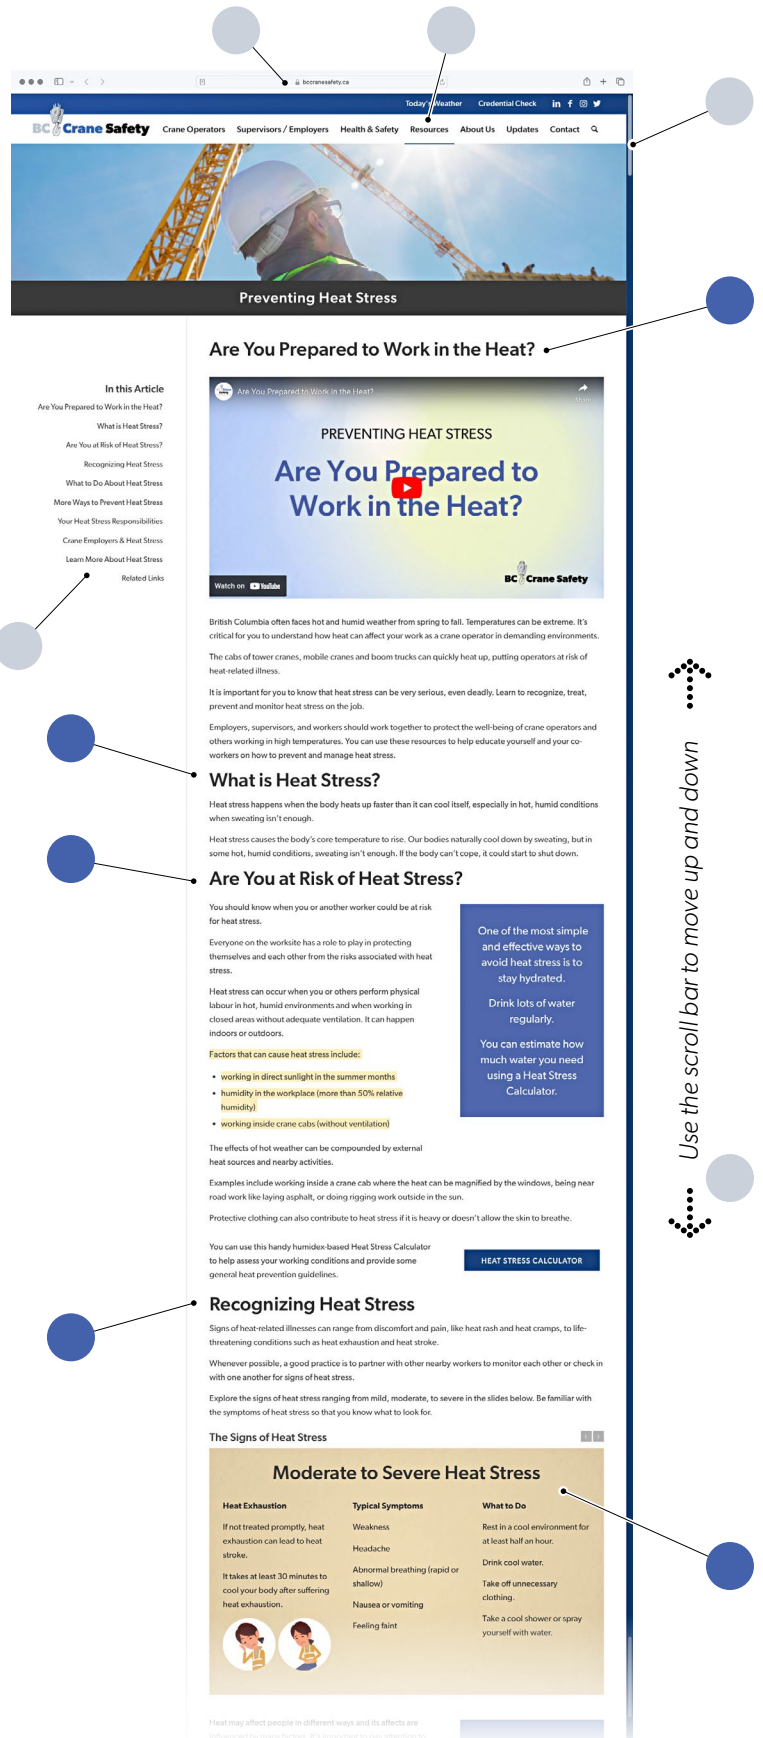 bccranesafety.ca
Today's Weather Credential Check
BC Crane Safety
Crane Operators Supervisors / Employers Health & Safety Resources About Us Updates Contact
Preventing Heat Stress
In this Article
Are You Prepared to Work in the Heat?
What is Heat Stress?
Are You at Risk of Heat Stress?
Recognizing Heat Stress
What to Do About Heat Stress
More Ways to Prevent Heat Stress
Your Heat Stress Responsibilities
Crane Employers & Heat Stress
Learn More About Heat Stress
Related Links
Are You Prepared to Work in the Heat?
Are You Prepared to Work in the Heat?
Share
PREVENTING HEAT STRESS
Are You Prepared to
Work in the Heat?
Watch on YouTube
BC Crane Safety
British Columbia often faces hot and humid weather from spring to fall. Temperatures can be extreme. It's
critical for you to understand how heat can affect your work as a crane operator in demanding environments.
The cabs of tower cranes, mobile cranes and boom trucks can quickly heat up, putting operators at risk of
heat-related illness.
It is important for you to know that heat stress can be very serious, even deadly. Learn to recognize, treat,
prevent and monitor heat stress on the job.
Employers, supervisors, and workers should work together to protect the well-being of crane operators and
others working in high temperatures. You can use these resources to help educate yourself and your co-
workers on how to prevent and manage heat stress.
What is Heat Stress?
Heat stress happens when the body heats up faster than it can cool itself, especially in hot, humid conditions
when sweating isn't enough.
Heat stress causes the body's core temperature to rise. Our bodies naturally cool down by sweating, but in
some hot, humid conditions, sweating isn't enough. If the body can't cope, it could start to shut down.
Are You at Risk of Heat Stress?
You should know when you or another worker could be at risk
for heat stress.
Everyone on the worksite has a role to play in protecting
themselves and each other from the risks associated with heat
stress.
Heat stress can occur when you or others perform physical
labour in hot, humid environments and when working in
closed areas without adequate ventilation. It can happen
indoors or outdoors.
Factors that can cause heat stress include:
• working in direct sunlight in the summer months
• humidity in the workplace (more than 50% relative
humidity)
• working inside crane cabs (without ventilation)
The effects of hot weather can be compounded by external
heat sources and nearby activities.
One of the most simple
and effective ways to
avoid heat stress is to
stay hydrated.
Drink lots of water
regularly.
You can estimate how
much water you need
using a Heat Stress
Calculator.
Examples include working inside a crane cab where the heat can be magnified by the windows, being near
road work like laying asphalt, or doing rigging work outside in the sun.
Protective clothing can also contribute to heat stress if it is heavy or doesn't allow the skin to breathe.
You can use this handy humidex-based Heat Stress Calculator
to help assess your working conditions and provide some
general heat prevention guidelines.
HEAT STRESS CALCULATOR
Recognizing Heat Stress
Signs of heat-related illnesses can range from discomfort and pain, like heat rash and heat cramps, to life-
threatening conditions such as heat exhaustion and heat stroke.
Whenever possible, a good practice is to partner with other nearby workers to monitor each other or check in
with one another for signs of heat stress.
Explore the signs of heat stress ranging from mild, moderate, to severe in the slides below. Be familiar with
the symptoms of heat stress so that you know what to look for.
The Signs of Heat Stress
Moderate to Severe Heat Stress
Heat Exhaustion
If not treated promptly, heat
exhaustion can lead to heat
stroke.
It takes at least 30 minutes to
cool your body after suffering
heat exhaustion.
Typical Symptoms
Weakness
Headache
Abnormal breathing (rapid or
shallow)
Nausea or vomiting
Feeling faint
What to Do
Rest in a cool environment for
at least half an hour.
Drink cool water.
Take off unnecessary
clothing.
Take a cool shower or spray
yourself with water.
Heat may affect people in different ways and its affects are
Use the scroll bar to move up and down